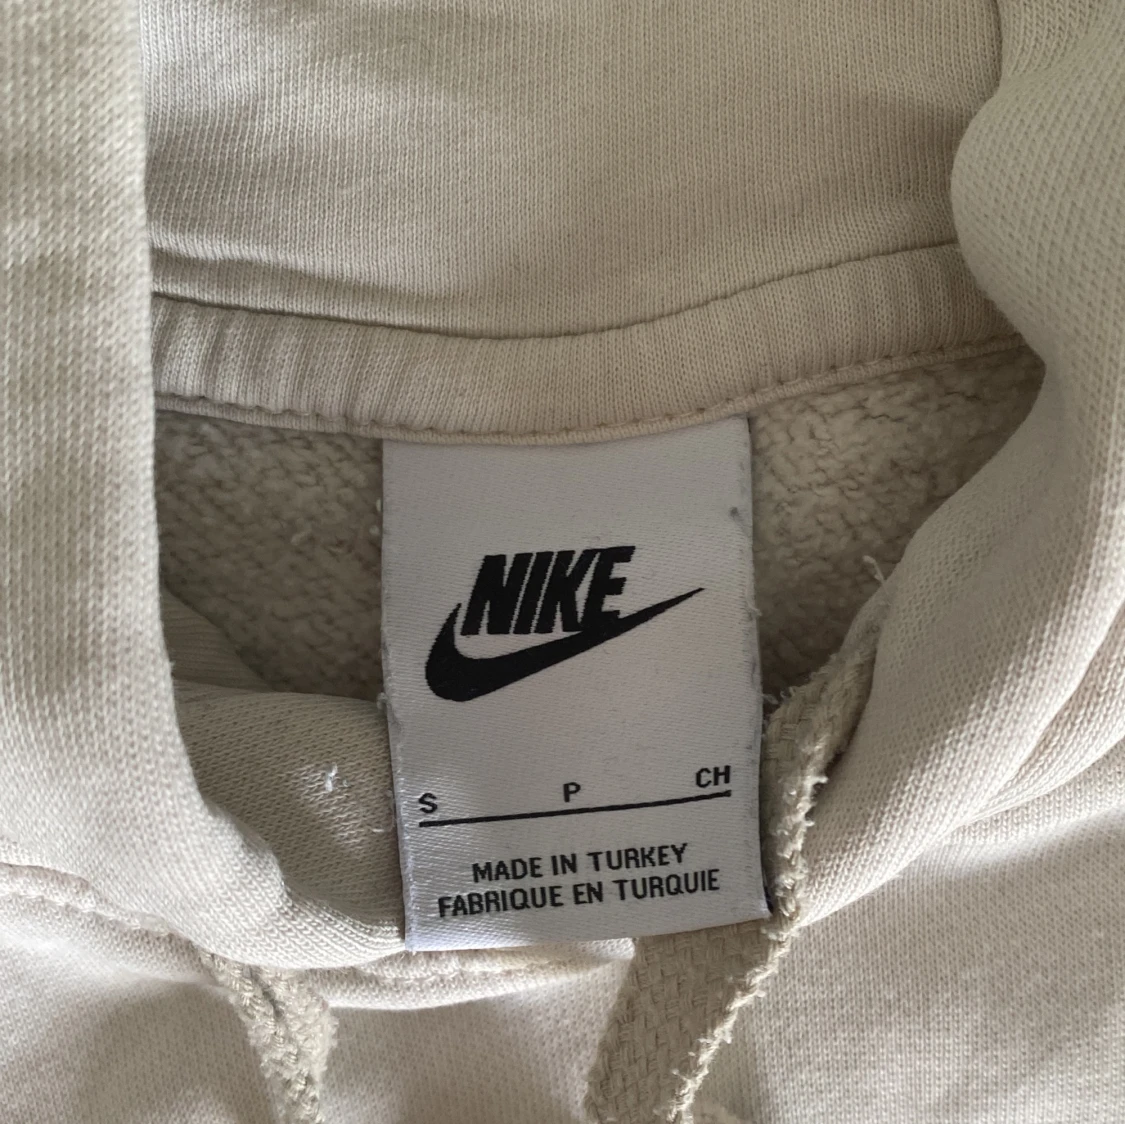 NIKE
S P CH
MADE IN TURKEY
FABRIQUE EN TURQUIE